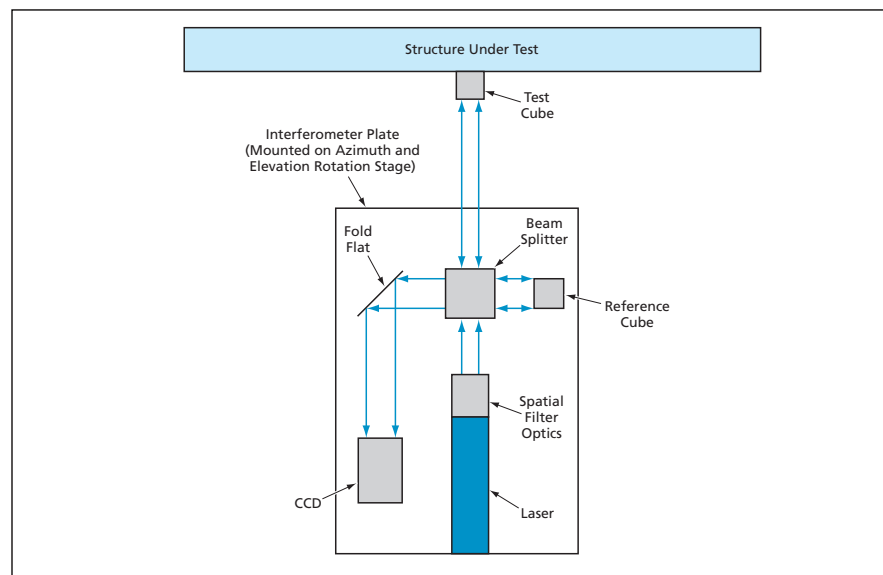 Structure Under Test
Test
Cube
Interferometer Plate
(Mounted on Azimuth and
Elevation Rotation Stage)
Fold
Flat
Beam
Splitter
Reference
Cube
Spatial
Filter
Optics
CCD
Laser